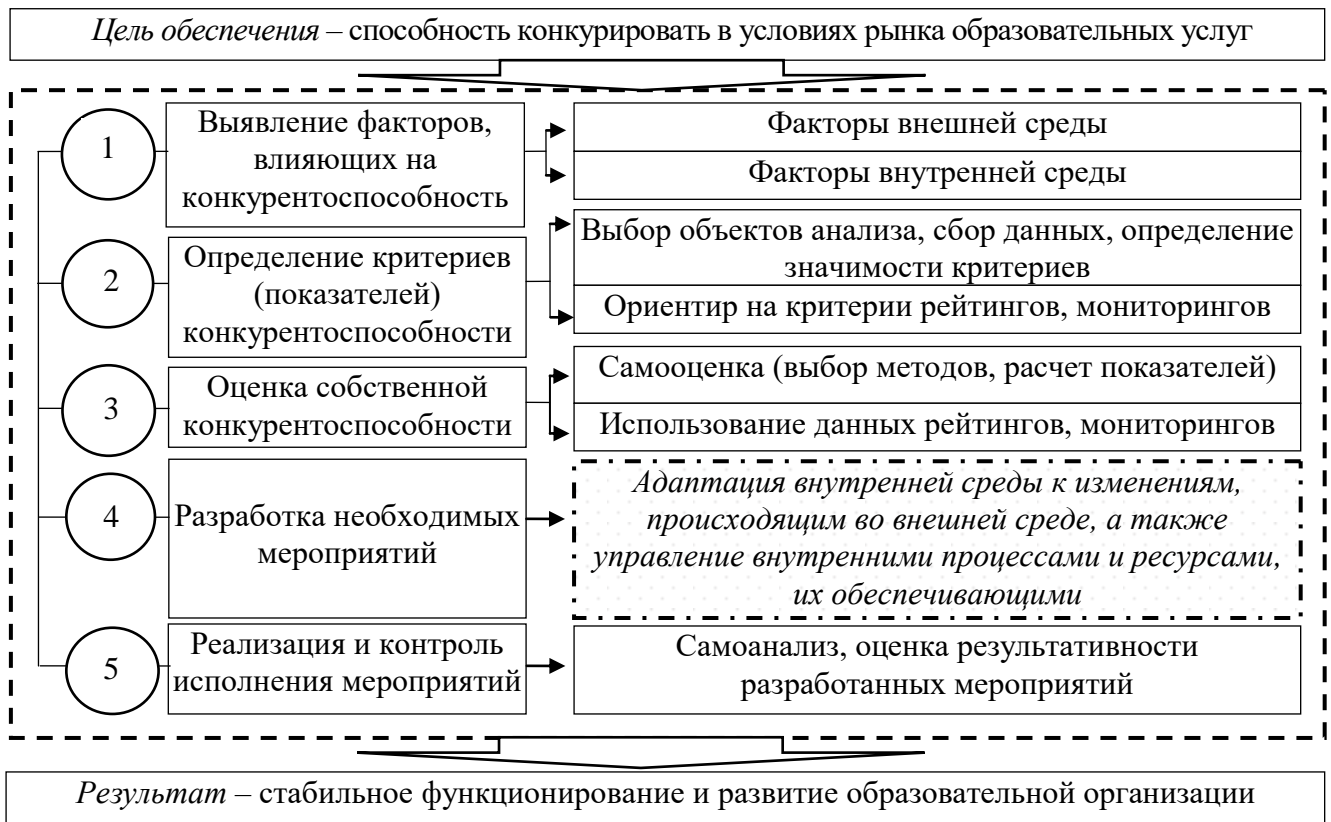 Цель обеспечения – способность конкурировать в условиях рынка образовательных услуг
1
Выявление факторов,
влияющих на
конкурентоспособность
Факторы внешней среды
Факторы внутренней среды
2
Определение критериев
(показателей)
конкурентоспособности
Выбор объектов анализа, сбор данных, определение
значимости критериев
Ориентир на критерии рейтингов, мониторингов
3
Оценка собственной
конкурентоспособности
Самооценка (выбор методов, расчет показателей)
Использование данных рейтингов, мониторингов
4
Разработка необходимых
мероприятий
Адаптация внутренней среды к изменениям,
происходящим во внешней среде, а также
управление внутренними процессами и ресурсами,
их обеспечивающими
5
Реализация и контроль
исполнения мероприятий
Самоанализ, оценка результативности
разработанных мероприятий
Результат – стабильное функционирование и развитие образовательной организации